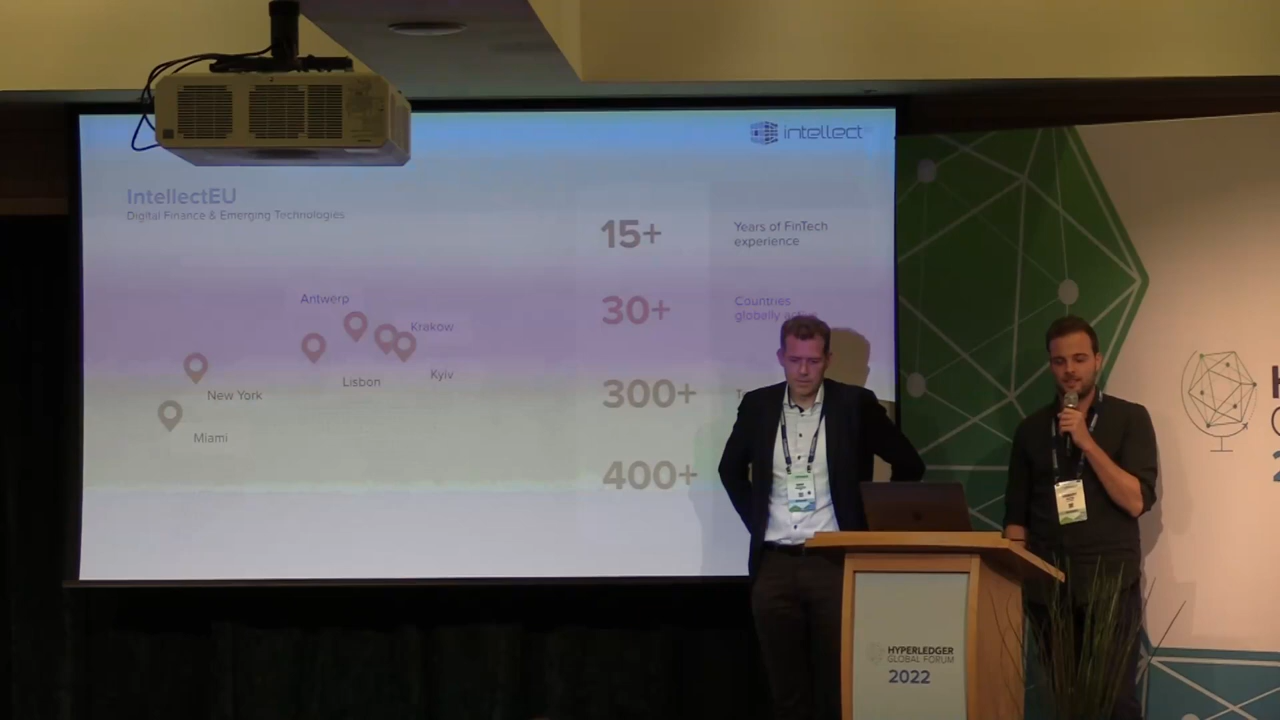 intellect
IntellectEU
Digital Finance & Emerging Technologies
15+
Years of FinTech
experience
30+
Countries
globally
Antwerp
Krakow
Kyiv
Lisbon
New York
Miami
300+
400+
HYPERLEDGER
GLOBAL FORUM
2022